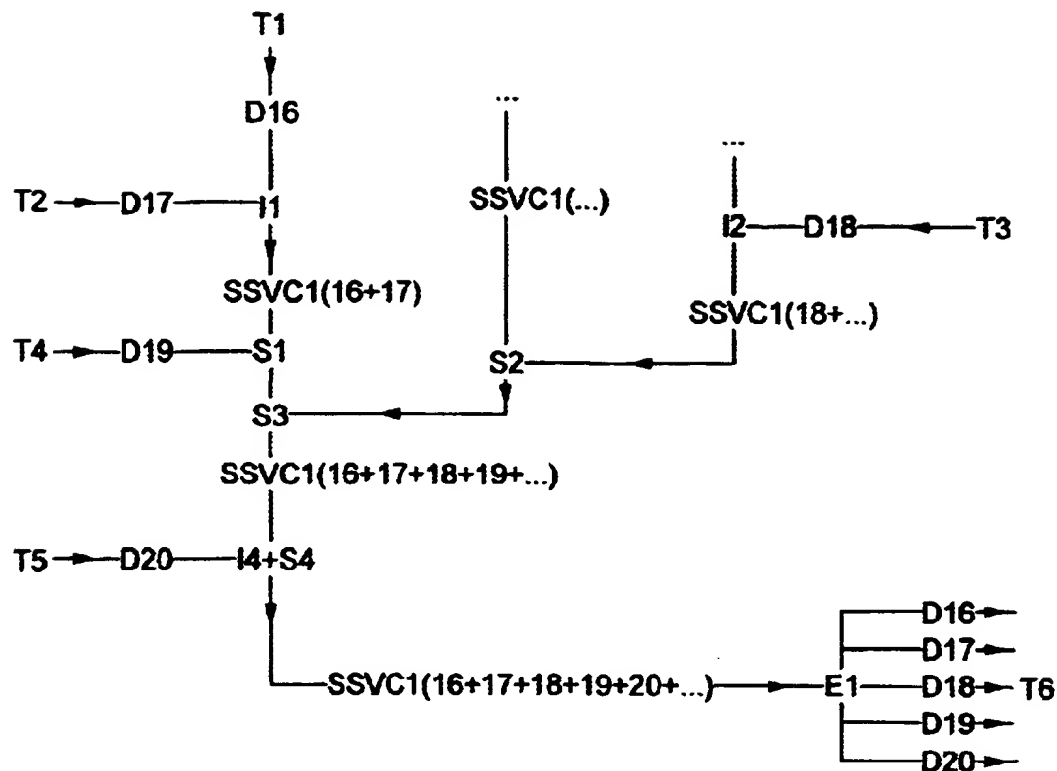 T1
D16
...
...
T2 D17 I1
SSVC1(...)
I2 D18 T3
SSVC1(16+17)
SSVC1(18+...)
T4 D19 S1
S2
S3
SSVC1(16+17+18+19+...)
T5 D20 I4+S4
D16
D17
SSVC1(16+17+18+19+20+...) E1 D18 T6
D19
D20